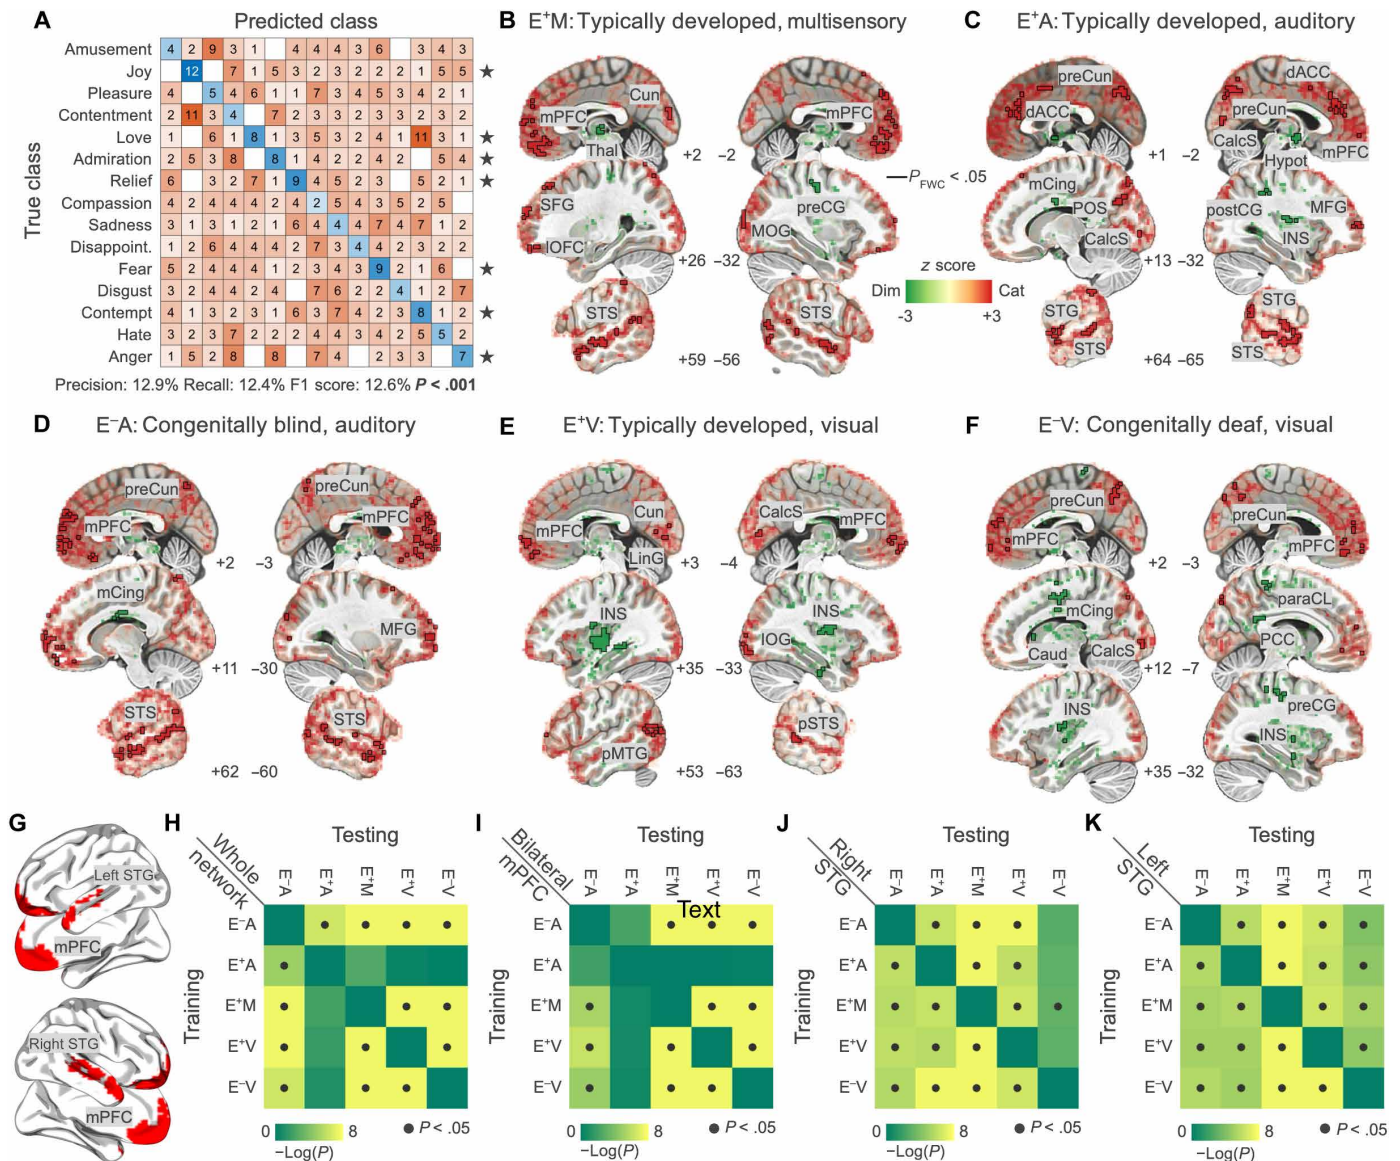 A
Predicted class
True class
Amusement 4 2 9 3 1 4 4 4 3 6 3 4 3
Joy 12 7 1 5 3 2 3 2 2 2 1 5 5 ★
Pleasure 4 5 4 6 1 1 7 3 4 5 3 4 2 1
Contentment 2 11 3 4 7 2 3 3 3 2 2 2 3 2
Love 1 6 1 8 1 3 5 3 2 4 1 11 3 1 ★
Admiration 2 5 3 8 8 1 4 2 2 4 2 5 4 ★
Relief 6 3 2 7 1 9 4 5 2 3 5 2 1 ★
Compassion 4 2 4 4 4 2 4 2 5 4 3 5 2 5
Sadness 3 1 3 1 2 1 6 4 4 4 7 4 7 1 2
Disappoint. 1 2 6 4 4 4 2 7 3 4 4 2 3 2 2
Fear 5 2 4 4 4 1 2 3 4 3 9 2 1 6 ★
Disgust 3 4 2 4 4 2 7 6 2 2 4 1 2 7
Contempt 4 1 3 2 3 1 6 3 7 4 2 3 8 1 2 ★
Hate 3 2 3 7 2 2 2 4 3 3 4 2 5 5 2
Anger 1 5 2 8 8 7 4 2 3 3 7 ★
Precision: 12.9% Recall: 12.4% F1 score: 12.6% P < .001
B
E⁺M: Typically developed, multisensory
Cun
mPFC
mPFC
Thal
+2 −2
P FWC < .05
SFG
preCG
lOFC
MOG
+26 −32
STS
STS
+59 −56
Dim z score Cat
-3 +3
C
E⁺A: Typically developed, auditory
preCun
dACC
dACC
preCun
CalcS
Hypot
mPFC
+1 −2
mCing
POS
postCG
MFG
CalcS
INS
+13 −32
STG
STG
STS
STS
+64 −65
D
E⁻A: Congenitally blind, auditory
preCun
preCun
mPFC
mPFC
+2 −3
mCing
MFG
+11 −30
STS
STS
+62 −60
E
E⁺V: Typically developed, visual
Cun
CalcS
mPFC
mPFC
LinG
+3 −4
INS
INS
IOG
+35 −33
pSTS
pMTG
+53 −63
F
E⁻V: Congenitally deaf, visual
preCun
preCun
mPFC
mPFC
+2 −3
mCing
paraCL
Caud
CalcS
PCC
+12 −7
INS
preCG
INS
+35 −32
G
Left STG
mPFC
Right STG
mPFC
H
Whole network
Testing
E⁻A E⁺A E⁺M E⁺V E⁻V
Training
E⁻A
E⁺A
E⁺M
E⁺V
E⁻V
0 8
−Log(P)
P < .05
I
Bilateral mPFC
Testing
E⁻A E⁺A E⁺M E⁺V E⁻V
Text
Training
E⁻A
E⁺A
E⁺M
E⁺V
E⁻V
0 8
−Log(P)
P < .05
J
Right STG
Testing
E⁻A E⁺A E⁺M E⁺V E⁻V
Training
E⁻A
E⁺A
E⁺M
E⁺V
E⁻V
0 8
−Log(P)
P < .05
K
Left STG
Testing
E⁻A E⁺A E⁺M E⁺V E⁻V
Training
E⁻A
E⁺A
E⁺M
E⁺V
E⁻V
0 8
−Log(P)
P < .05